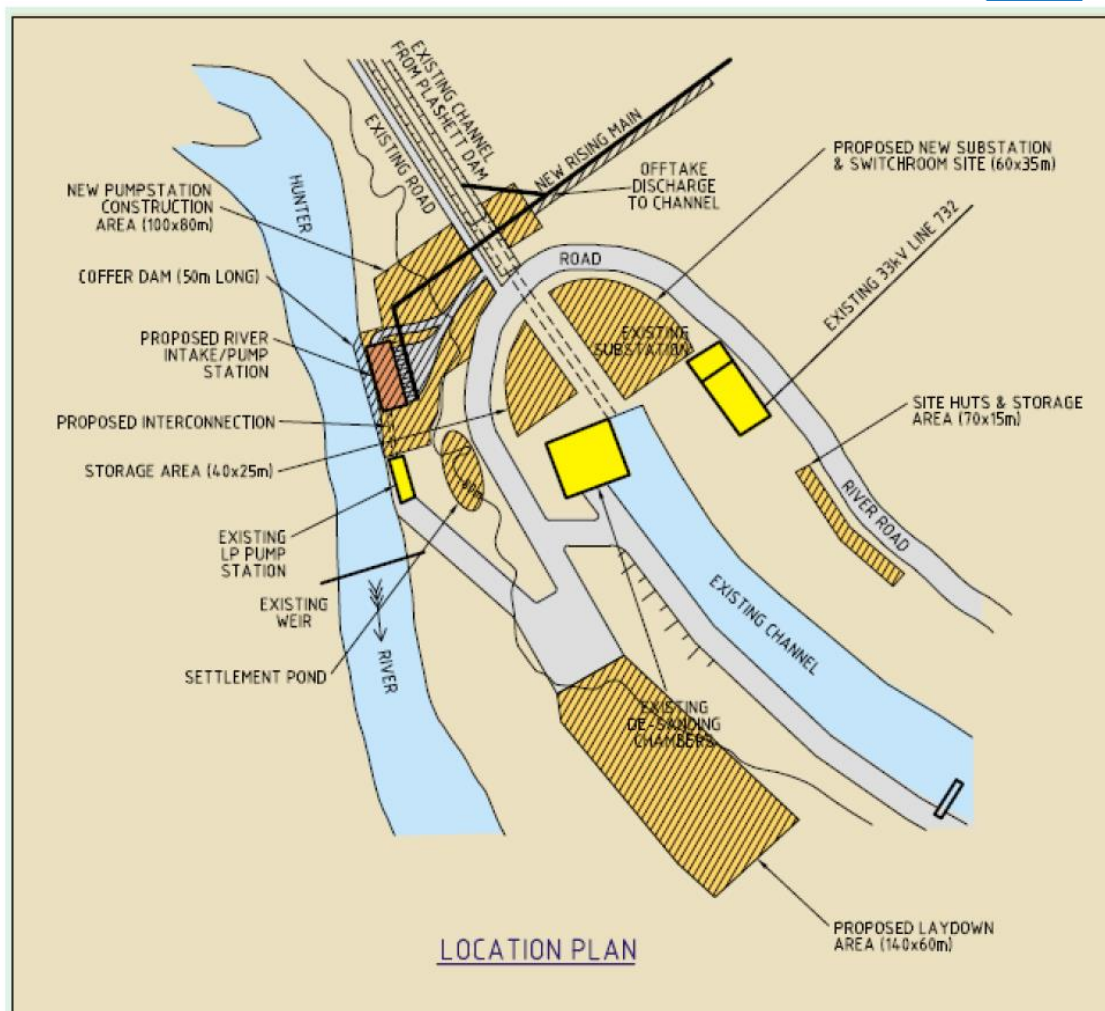 EXISTING CHANNEL
FROM PLASHETT DAM
EXISTING ROAD
NEW RISING MAIN
OFFTAKE
DISCHARGE
TO CHANNEL
PROPOSED NEW SUBSTATION
& SWITCHROOM SITE (60x35m)
HUNTER
NEW PUMPSTATION
CONSTRUCTION
AREA (100x80m)
COFFER DAM (50m LONG)
PROPOSED RIVER
INTAKE/PUMP
STATION
PROPOSED INTERCONNECTION
STORAGE AREA (40x25m)
ROAD
EXISTING
SUBSTATION
EXISTING 33kV LINE 732
SITE HUTS & STORAGE
AREA (70x15m)
RIVER ROAD
EXISTING
LP PUMP
STATION
EXISTING
WEIR
SETTLEMENT POND
RIVER
EXISTING CHANNEL
EXISTING
DE-SANDING
CHAMBERS
PROPOSED LAYDOWN
AREA (140x60m)
LOCATION PLAN